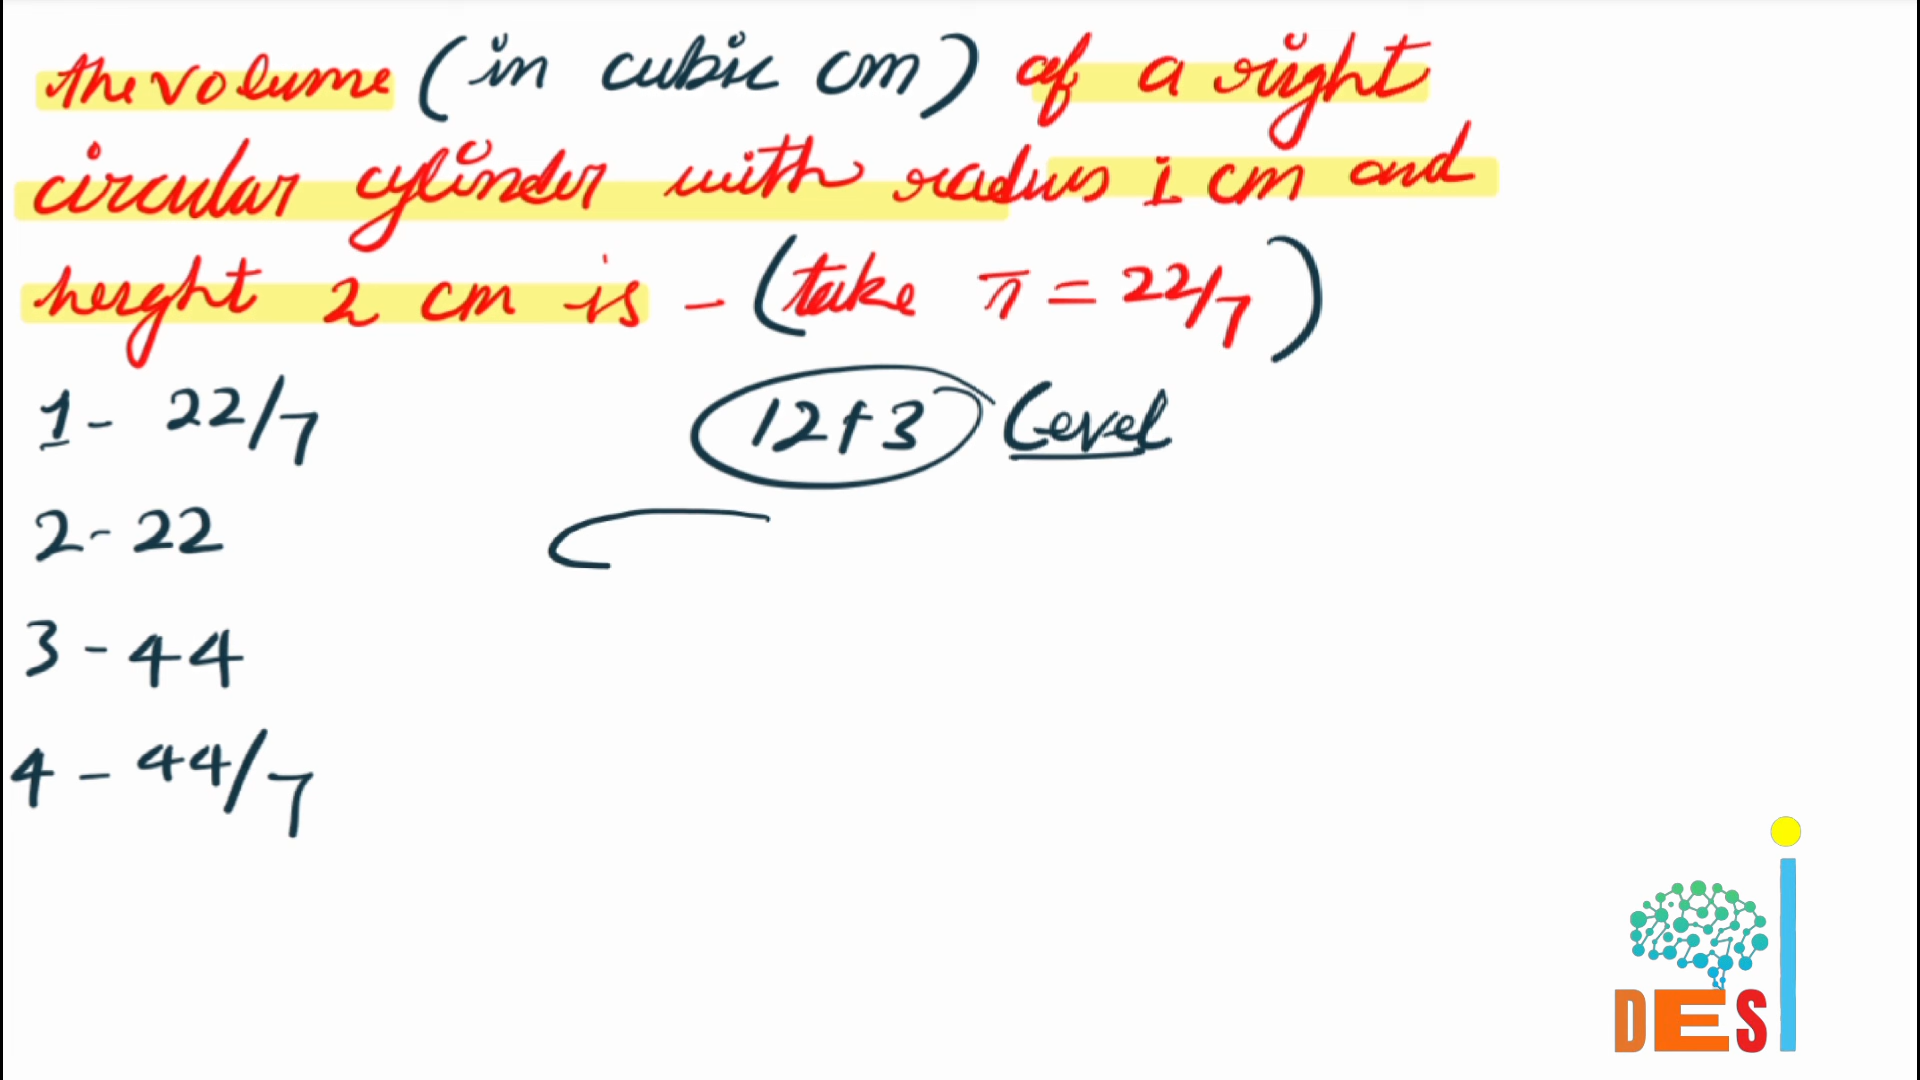 the volume (in cubic cm) of a right
circular cylinder with radius 1 cm and
height 2 cm is - (take π = 22/7)
1 - 22/7
12+3 Level
2 - 22
3 - 44
4 - 44/7
DESi